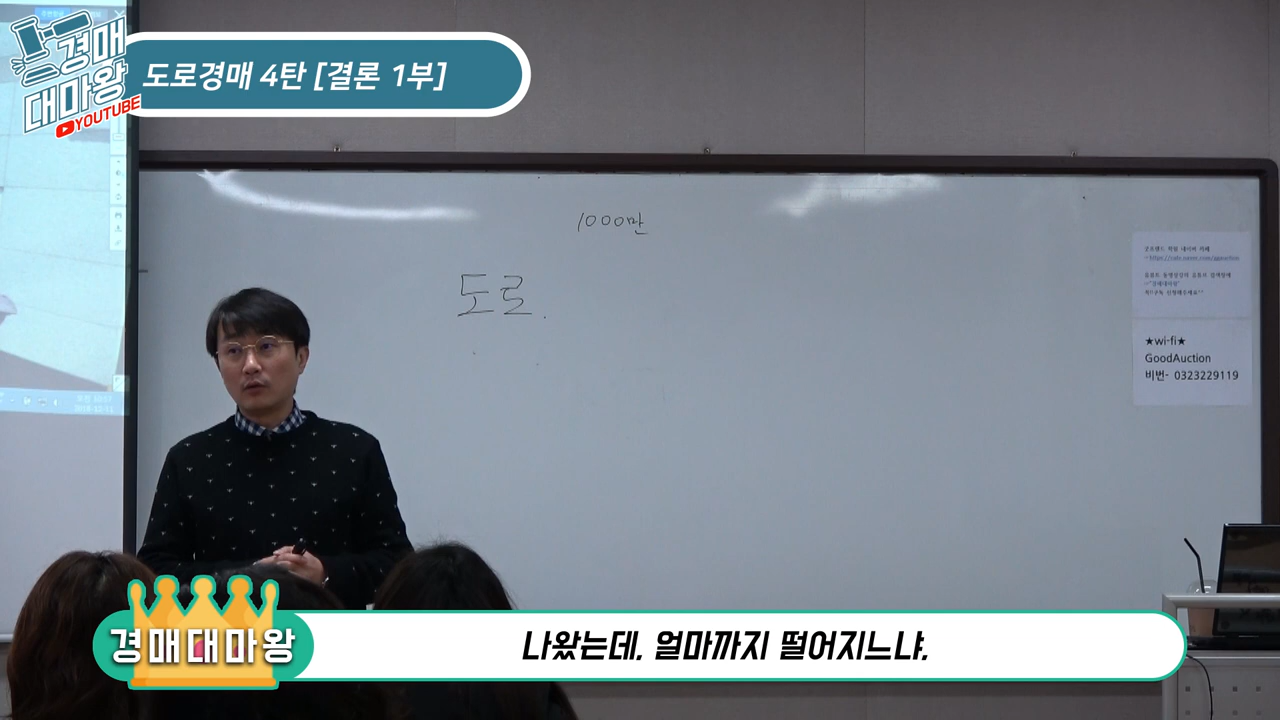 경매
대마왕
YOUTUBE
도로경매 4탄 [결론 1부]
1000만
도로.
★wi-fi★
GoodAuction
비번- 0323229119
경매대마왕
나왔는데, 얼마까지 떨어지느냐,